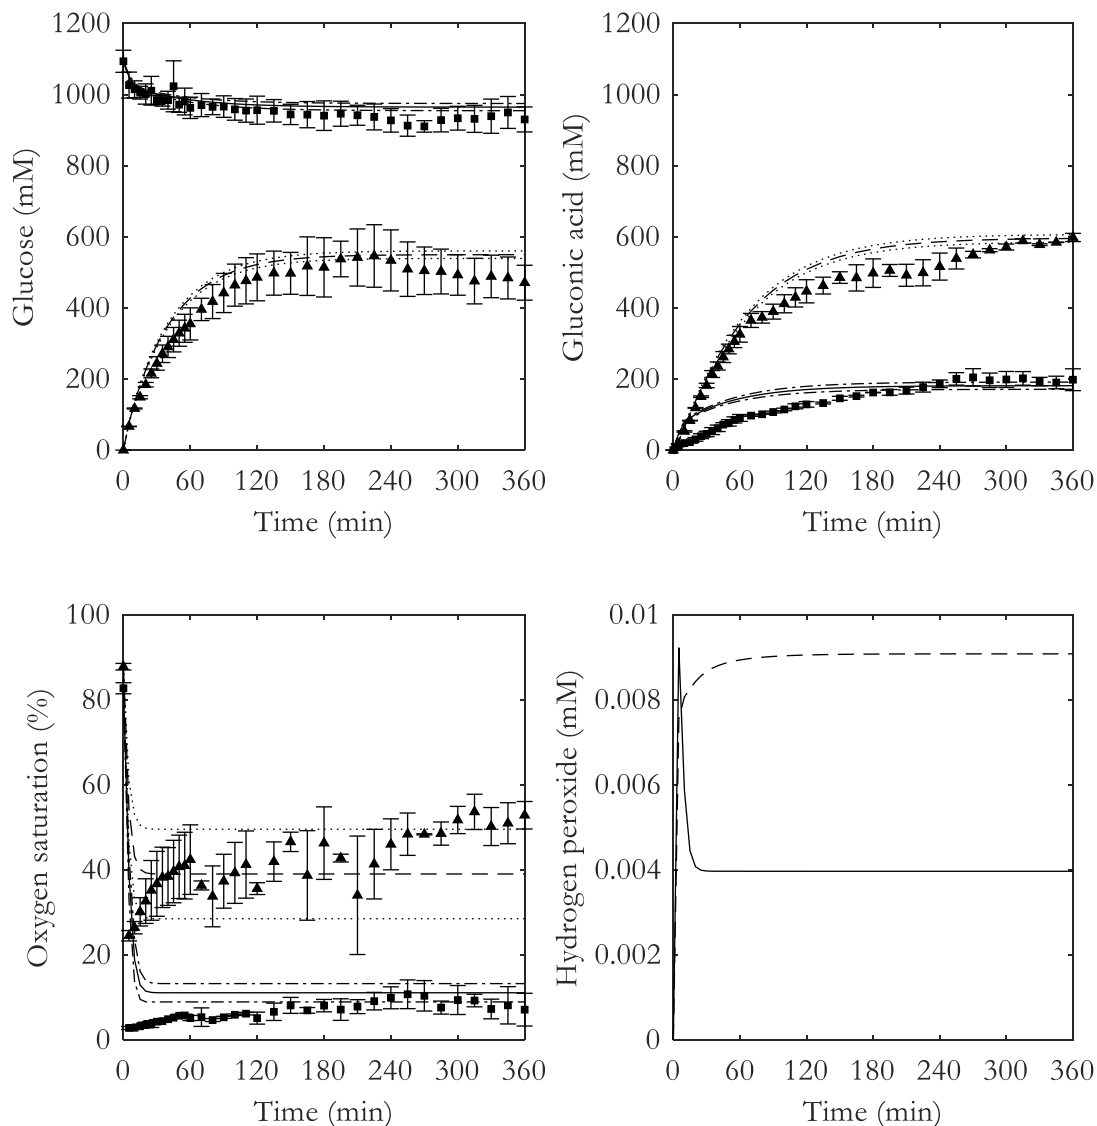 1200
1000
800
600
400
200
0
Glucose (mM)
0 60 120 180 240 300 360
Time (min)
1200
1000
800
600
400
200
0
Gluconic acid (mM)
0 60 120 180 240 300 360
Time (min)
100
80
60
40
20
0
Oxygen saturation (%)
0 60 120 180 240 300 360
Time (min)
0.01
0.008
0.006
0.004
0.002
0
Hydrogen peroxide (mM)
0 60 120 180 240 300 360
Time (min)